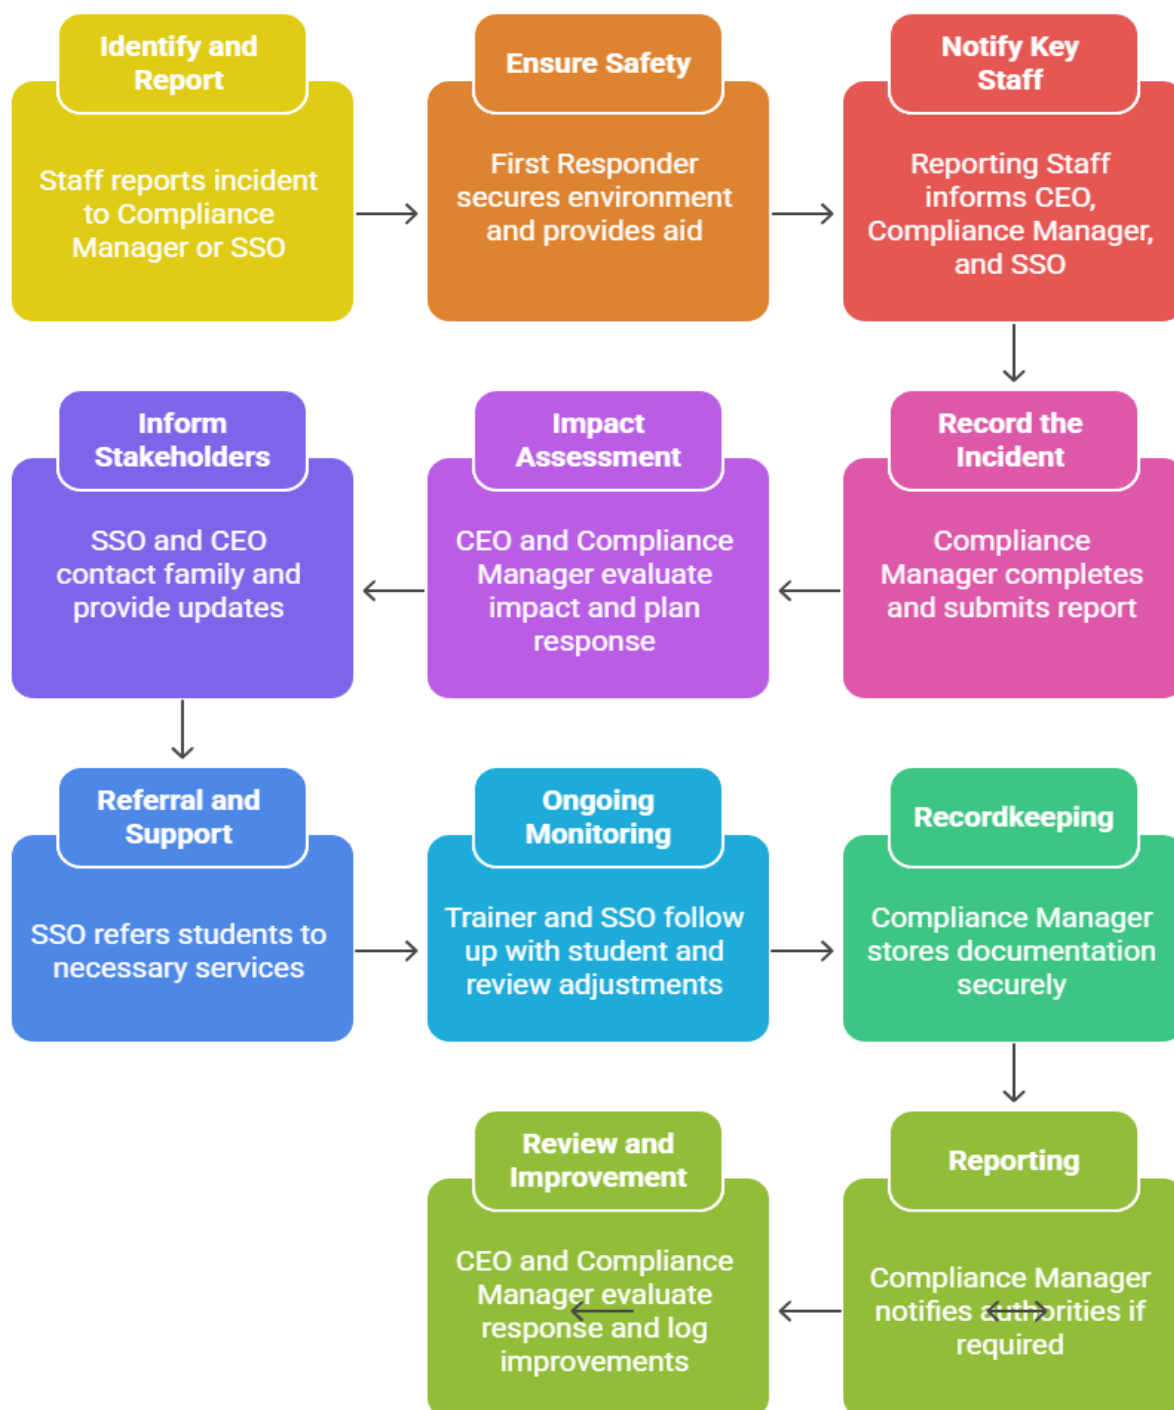 Identify and
Report
Staff reports incident
to Compliance
Manager or SSO
Ensure Safety
First Responder
secures environment
and provides aid
Notify Key
Staff
Reporting Staff
informs CEO,
Compliance Manager,
and SSO
Inform
Stakeholders
SSO and CEO
contact family and
provide updates
Impact
Assessment
CEO and Compliance
Manager evaluate
impact and plan
response
Record the
Incident
Compliance
Manager completes
and submits report
Referral and
Support
SSO refers students to
necessary services
Ongoing
Monitoring
Trainer and SSO follow
up with student and
review adjustments
Recordkeeping
Compliance Manager
stores documentation
securely
Review and
Improvement
CEO and Compliance
Manager evaluate
response and log
improvements
Reporting
Compliance Manager
notifies authorities if
required